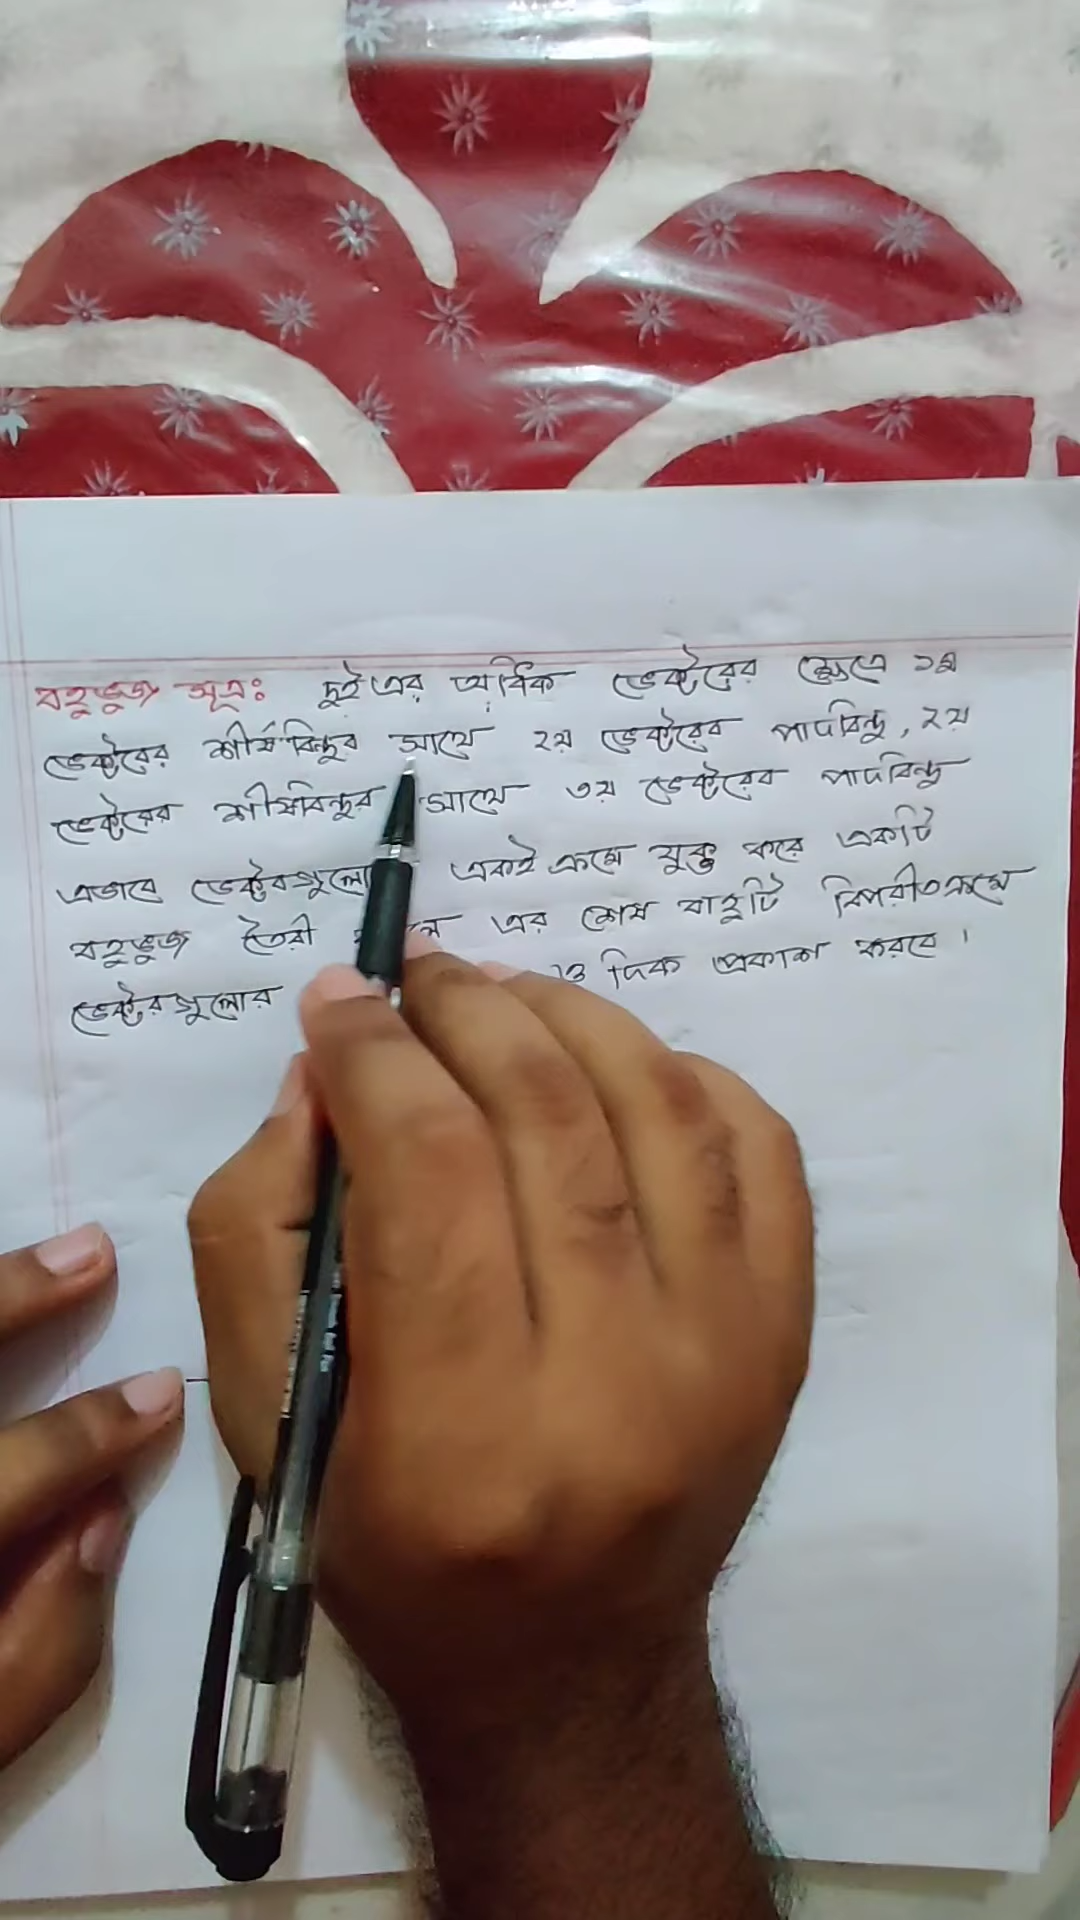 বহুভুজ সূত্রঃ দুই এর অধিক ভেক্টরের ক্ষেত্রে ১ম
ভেক্টরের শীর্ষবিন্দুর সাথে ২য় ভেক্টরের পাদবিন্দু, ২য়
ভেক্টরের শীর্ষবিন্দুর সাথে ৩য় ভেক্টরের পাদবিন্দু
এভাবে ভেক্টরগুলো একই ক্রমে যুক্ত করে একটি
বহুভুজ তৈরী এর শেষ বাহুটি বিপরীতক্রমে
ভেক্টরগুলোর ও দিক প্রকাশ করবে।